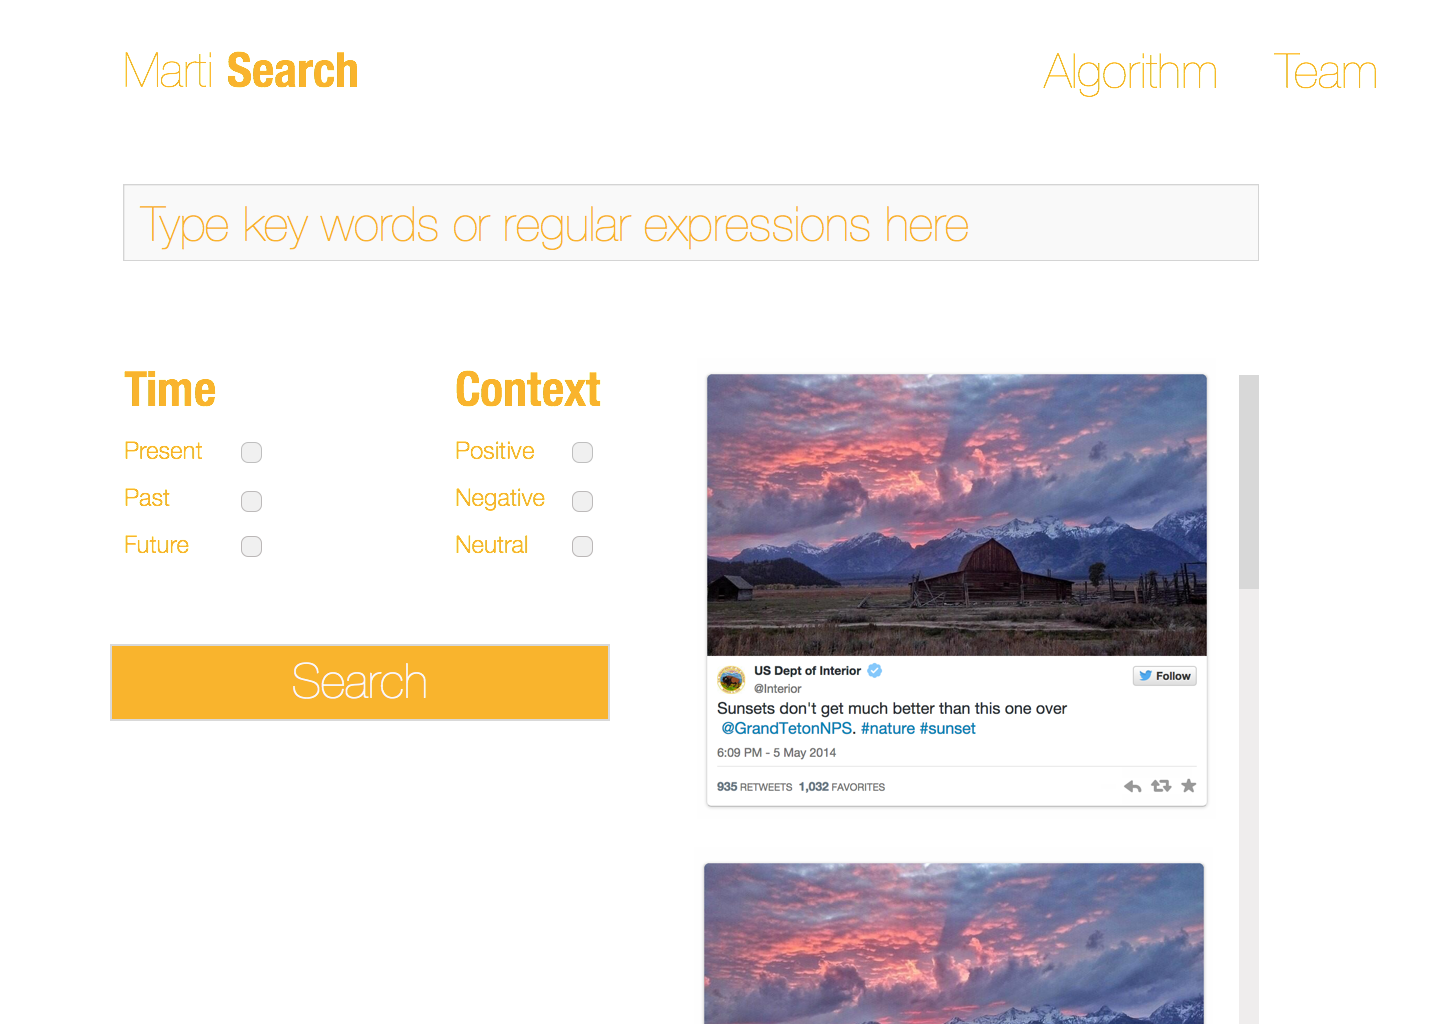 Marti Search
Algorithm
Team
Type key words or regular expressions here
Time
Present
Past
Future
Context
Positive
Negative
Neutral
Search
US Dept of Interior
@Interior
Follow
Sunsets don't get much better than this one over
@GrandTetonNPS. #nature #sunset
6:09 PM - 5 May 2014
935 RETWEETS 1,032 FAVORITES